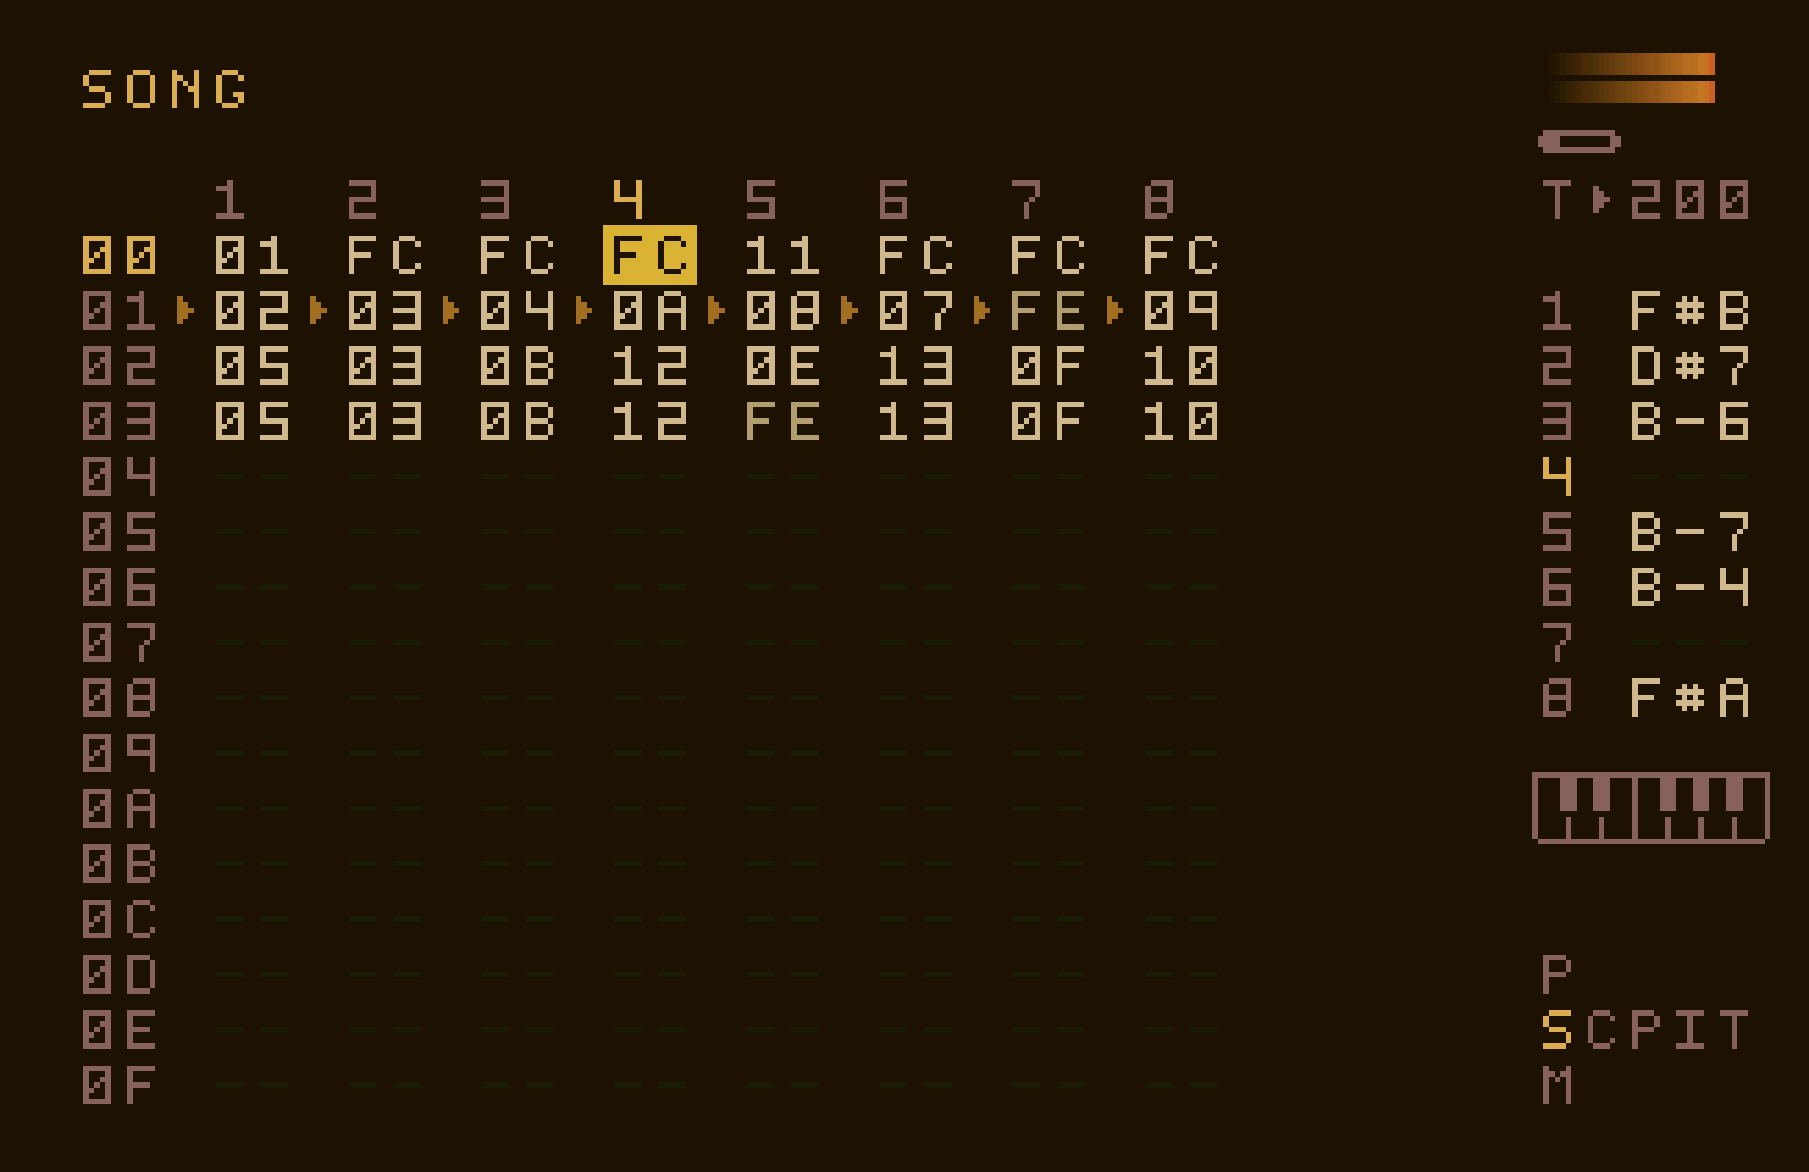 SONG
1 2 3 4 5 6 7 8 T 200
00 01 FC FC FC 11 FC FC FC
01 02 03 04 0A 08 07 FE 09 1 F#B
02 05 03 0B 12 0E 13 0F 10 2 D#7
03 05 03 0B 12 FE 13 0F 10 3 B-6
04 -- -- -- -- -- -- -- -- 4 ---
05 -- -- -- -- -- -- -- -- 5 B-7
06 -- -- -- -- -- -- -- -- 6 B-4
07 -- -- -- -- -- -- -- -- 7 ---
08 -- -- -- -- -- -- -- -- 8 F#A
09 -- -- -- -- -- -- -- --
0A -- -- -- -- -- -- -- --
0B -- -- -- -- -- -- -- --
0C -- -- -- -- -- -- -- --
0D -- -- -- -- -- -- -- -- P
0E -- -- -- -- -- -- -- -- SCPIT
0F -- -- -- -- -- -- -- -- M